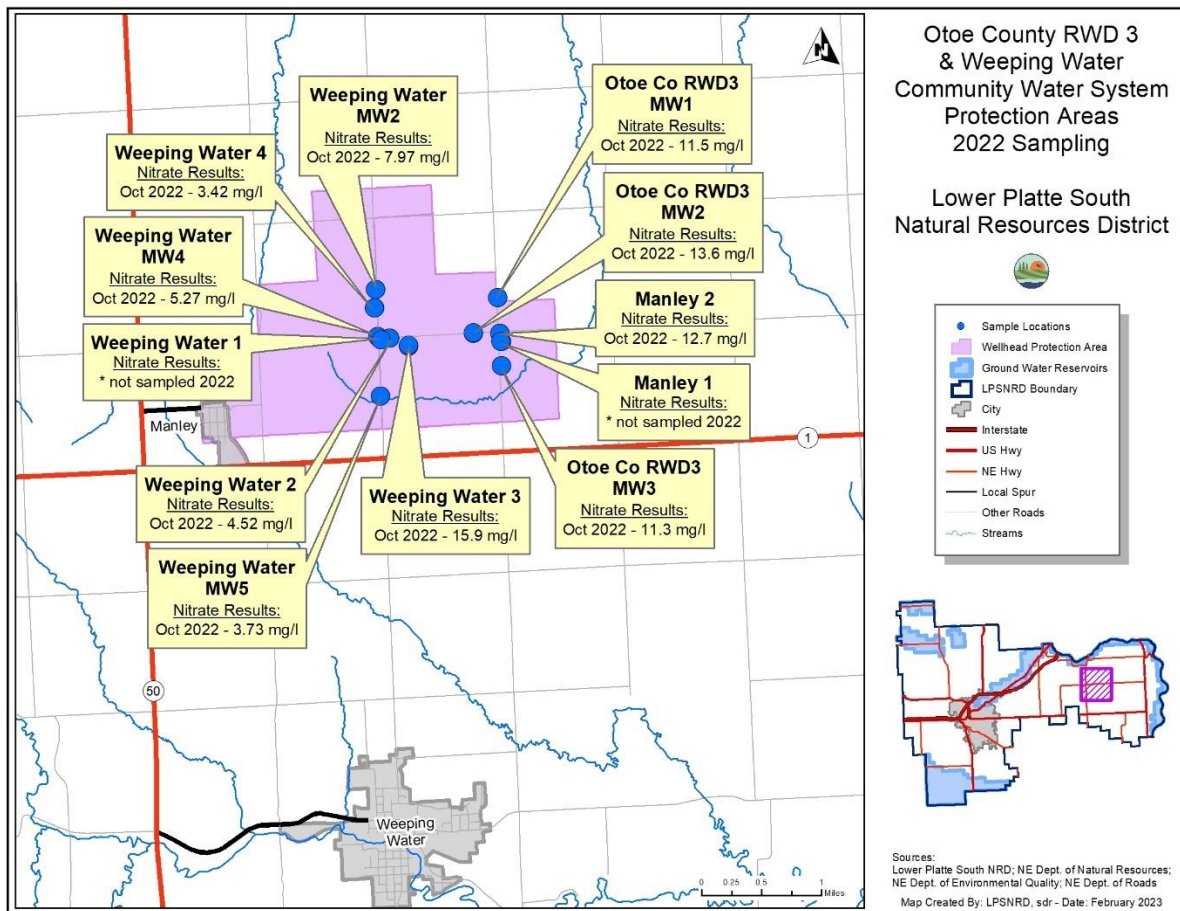 Otoe County RWD 3
& Weeping Water
Community Water System
Protection Areas
2022 Sampling
Lower Platte South
Natural Resources District
N
Weeping Water
MW2
Nitrate Results:
Oct 2022 - 7.97 mg/l
Otoe Co RWD3
MW1
Nitrate Results:
Oct 2022 - 11.5 mg/l
Weeping Water 4
Nitrate Results:
Oct 2022 - 3.42 mg/l
Otoe Co RWD3
MW2
Nitrate Results:
Oct 2022 - 13.6 mg/l
Weeping Water
MW4
Nitrate Results:
Oct 2022 - 5.27 mg/l
Manley 2
Nitrate Results:
Oct 2022 - 12.7 mg/l
Weeping Water 1
Nitrate Results:
* not sampled 2022
Manley 1
Nitrate Results:
* not sampled 2022
Manley
1
Weeping Water 2
Nitrate Results:
Oct 2022 - 4.52 mg/l
Weeping Water 3
Nitrate Results:
Oct 2022 - 15.9 mg/l
Otoe Co RWD3
MW3
Nitrate Results:
Oct 2022 - 11.3 mg/l
Weeping Water
MW5
Nitrate Results:
Oct 2022 - 3.73 mg/l
50
Weeping
Water
0 0.25 0.5 1
Miles
Sample Locations
Wellhead Protection Area
Ground Water Reservoirs
LPSNRD Boundary
City
Interstate
US Hwy
NE Hwy
Local Spur
Other Roads
Streams
Sources:
Lower Platte South NRD; NE Dept. of Natural Resources;
NE Dept. of Environmental Quality; NE Dept. of Roads
Map Created By: LPSNRD, sdr - Date: February 2023